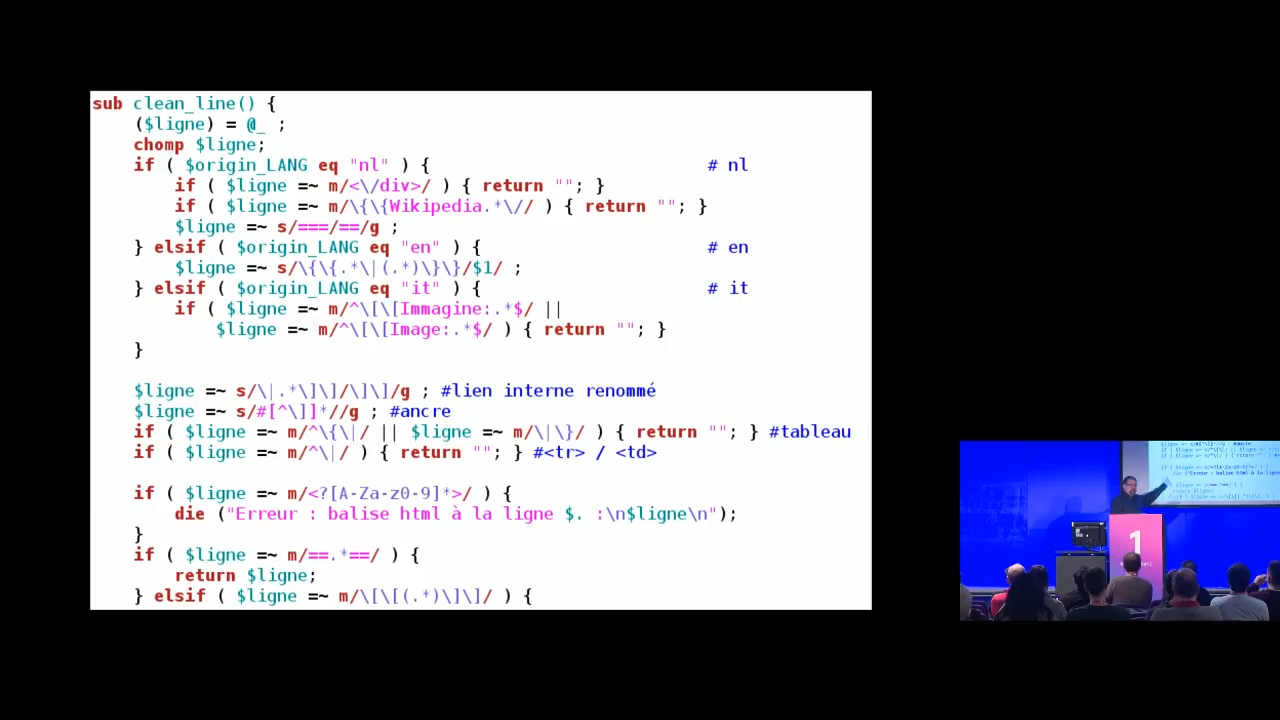 sub clean_line() {
    ($ligne) = @_ ;
    chomp $ligne;
    if ( $origin_LANG eq "nl" ) {                           # nl
        if ( $ligne =~ m/<\/div>/ ) { return ""; }
        if ( $ligne =~ m/\{\{Wikipedia.*\// ) { return ""; }
        $ligne =~ s/===/==/g ;
    } elsif ( $origin_LANG eq "en" ) {                      # en
        $ligne =~ s/\{\{.*\|(.*)\}\}/$1/ ;
    } elsif ( $origin_LANG eq "it" ) {                      # it
        if ( $ligne =~ m/^\[\[Immagine:.*$/ ||
            $ligne =~ m/^\[\[Image:.*$/ ) { return ""; }
    }
    $ligne =~ s/\|.*\]\]/\]\]/g ; #lien interne renommé
    $ligne =~ s/#[^\]]*//g ; #ancre
    if ( $ligne =~ m/^\{\|/ || $ligne =~ m/\|\}/ ) { return ""; } #tableau
    if ( $ligne =~ m/^\|/ ) { return ""; } #<tr> / <td>
    if ( $ligne =~ m/<?[A-Za-z0-9]*>/ ) {
        die ("Erreur : balise html à la ligne $. :\n$ligne\n");
    }
    if ( $ligne =~ m/==.*==/ ) {
        return $ligne;
    } elsif ( $ligne =~ m/\[\[(.*)\]\]/ ) {
1